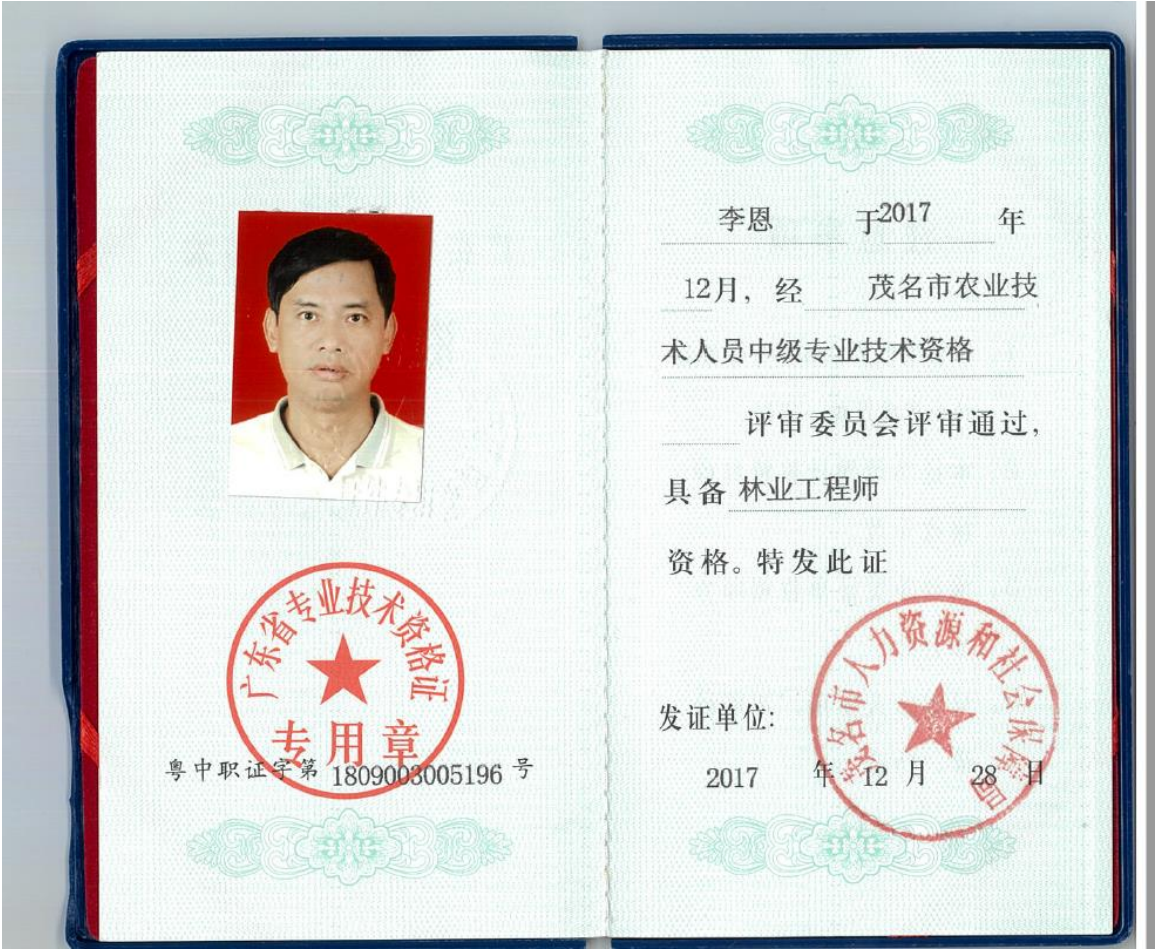 广东省专业技术资格证
专用章
粤中职证字第 1809003005196 号
李恩 于2017 年
12月, 经 茂名市农业技
术人员中级专业技术资格
评审委员会评审通过,
具备 林业工程师
资格。特发此证
茂名市人力资源和社会保障局
发证单位:
2017 年 12 月 28 日